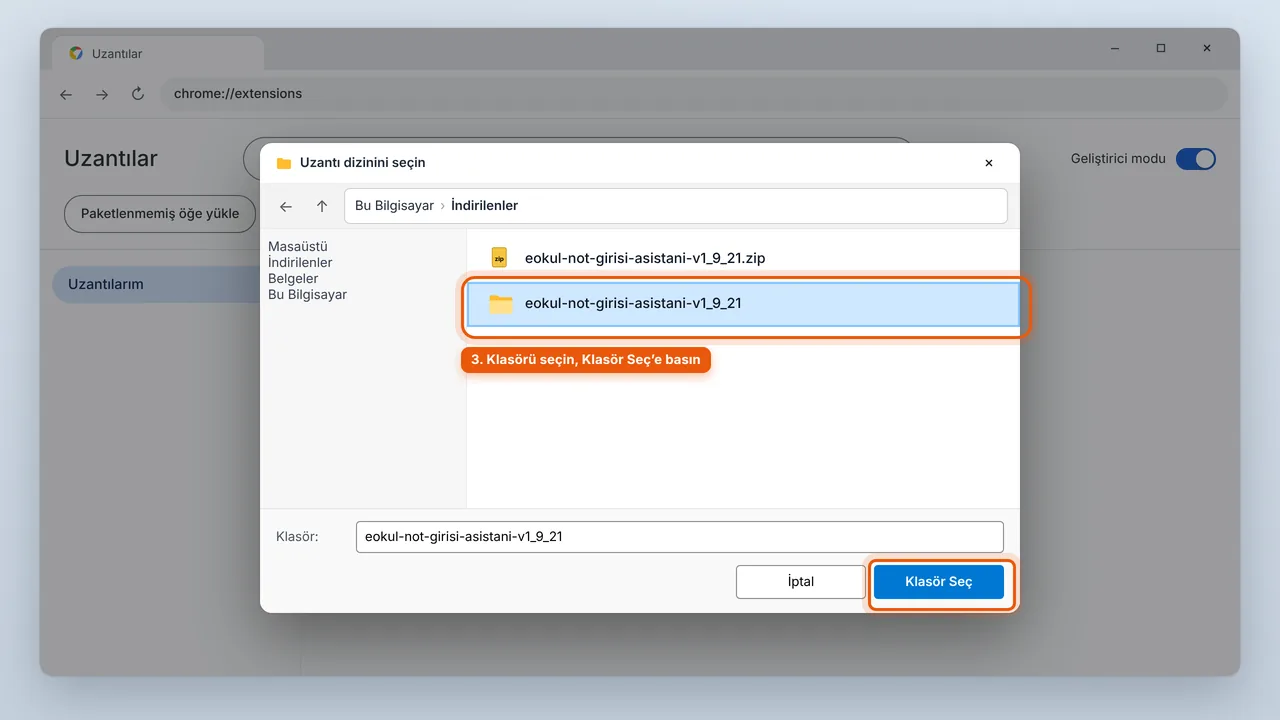 Uzantılar
chrome://extensions
Uzantılar
Geliştirici modu
Paketlenmemiş öğe yükle
Uzantılarım
Uzantı dizinini seçin
Bu Bilgisayar › İndirilenler
Masaüstü
İndirilenler
Belgeler
Bu Bilgisayar
zip
eokul-not-girisi-asistani-v1_9_21.zip
eokul-not-girisi-asistani-v1_9_21
3. Klasörü seçin, Klasör Seç’e basın
Klasör:
eokul-not-girisi-asistani-v1_9_21
İptal
Klasör Seç